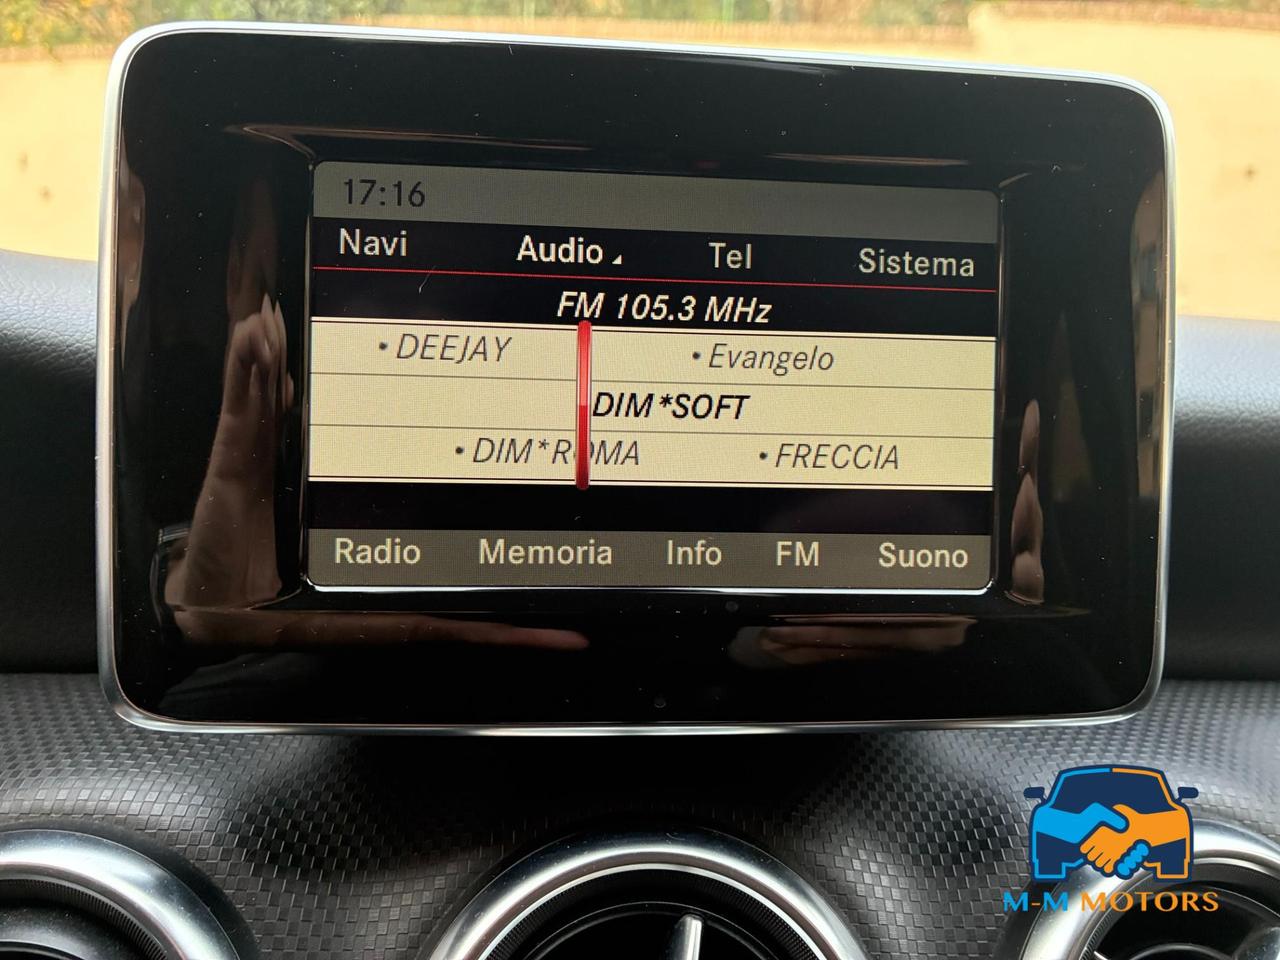 17:16
Navi Audio Tel Sistema
FM 105.3 MHz
• DEEJAY • Evangelo
DIM*SOFT
• DIM*ROMA • FRECCIA
Radio Memoria Info FM Suono
M-M MOTORS